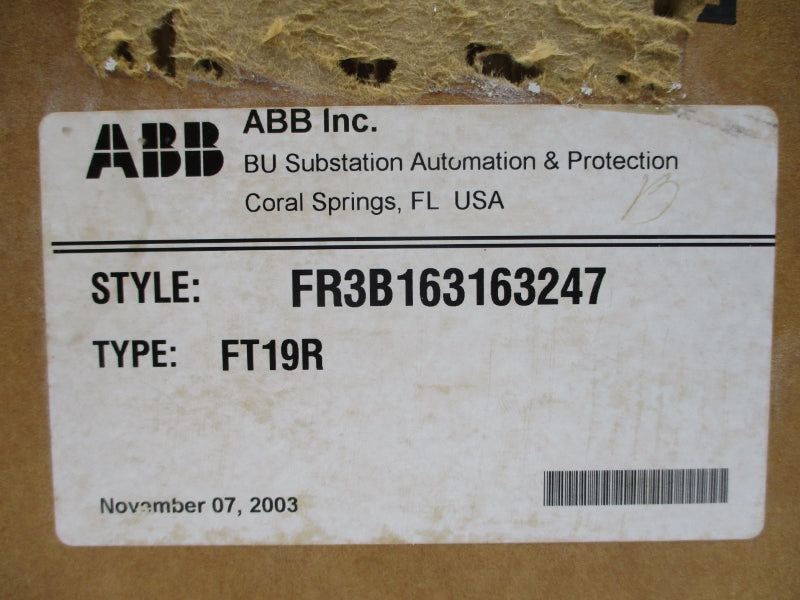 ABB
ABB Inc.
BU Substation Automation & Protection
Coral Springs, FL USA
B
STYLE: FR3B163163247
TYPE: FT19R
November 07, 2003